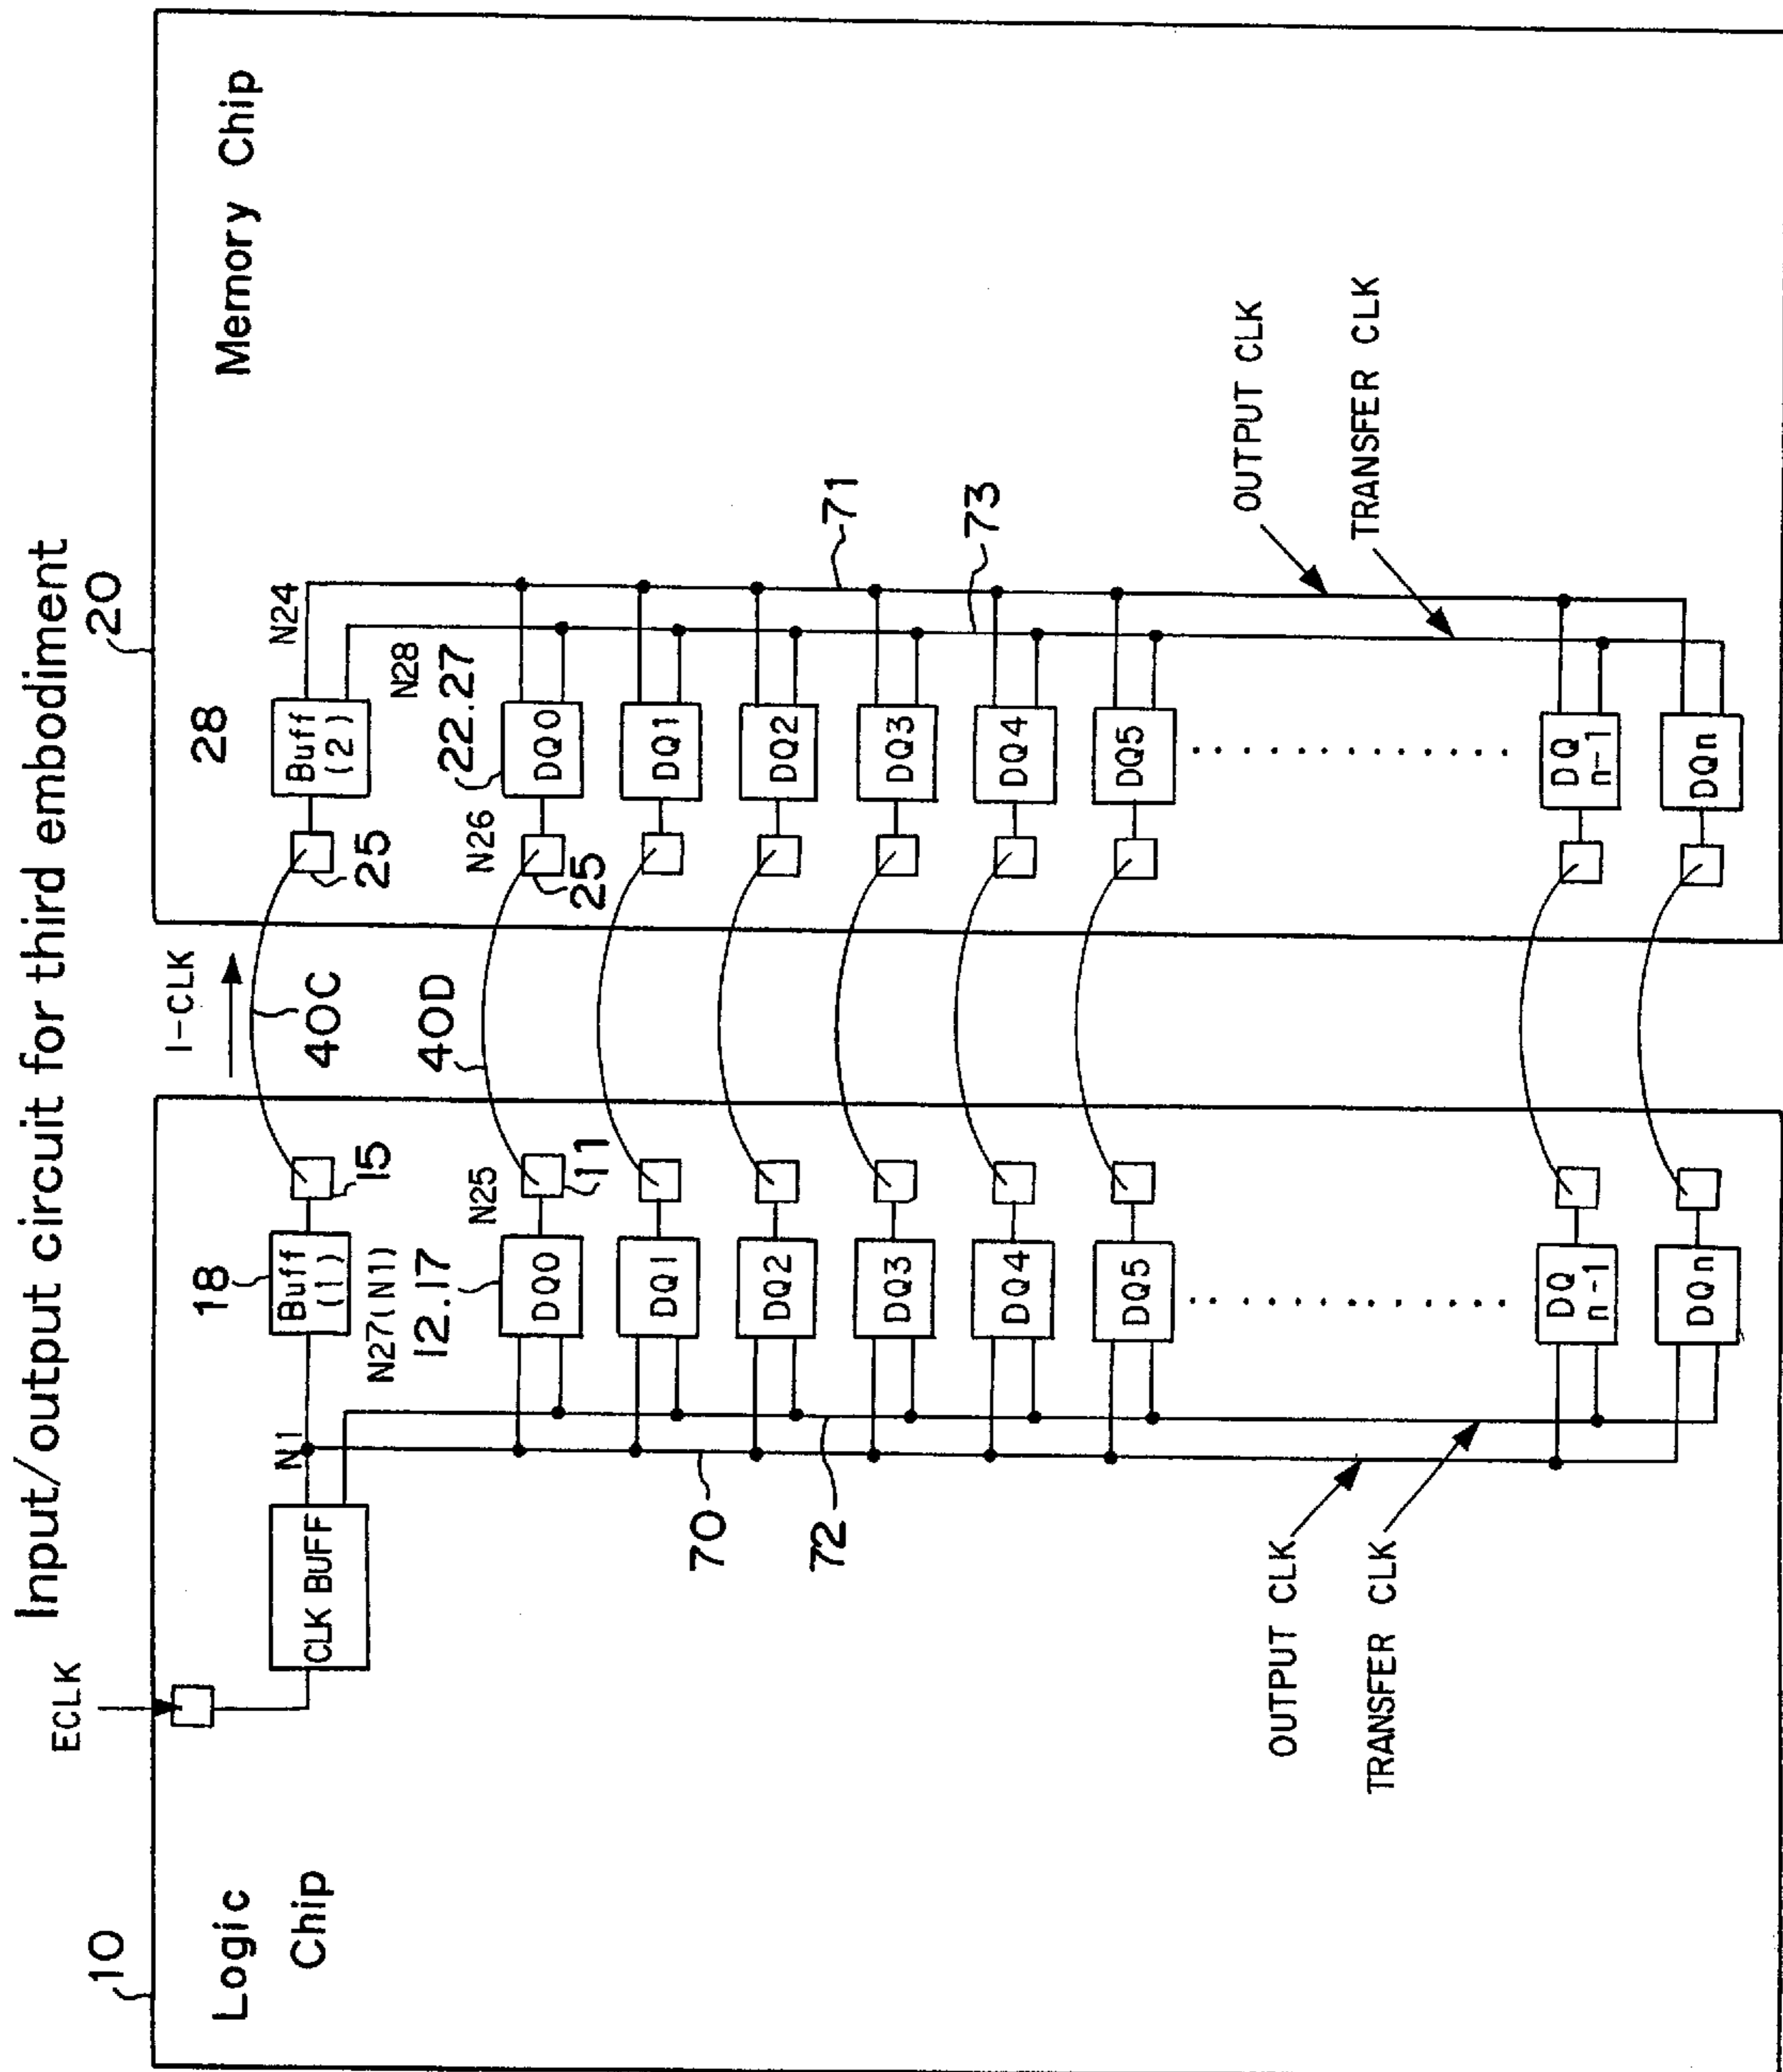 Input/output circuit for third embodiment
10
20
ECLK
I-CLK
Logic
Chip
Memory Chip
CLK BUFF
N1
18
Buff
(1)
15
40C
25
28
Buff
(2)
N24
N27(N1)
12.17
N25
11
40D
N26
25
22.27
N28
DQ0
DQ0
DQ1
DQ1
DQ2
DQ2
DQ3
DQ3
DQ4
DQ4
DQ5
DQ5
DQ
n-1
DQ
n-1
DQn
DQn
70
72
71
73
OUTPUT CLK
TRANSFER CLK
OUTPUT CLK
TRANSFER CLK